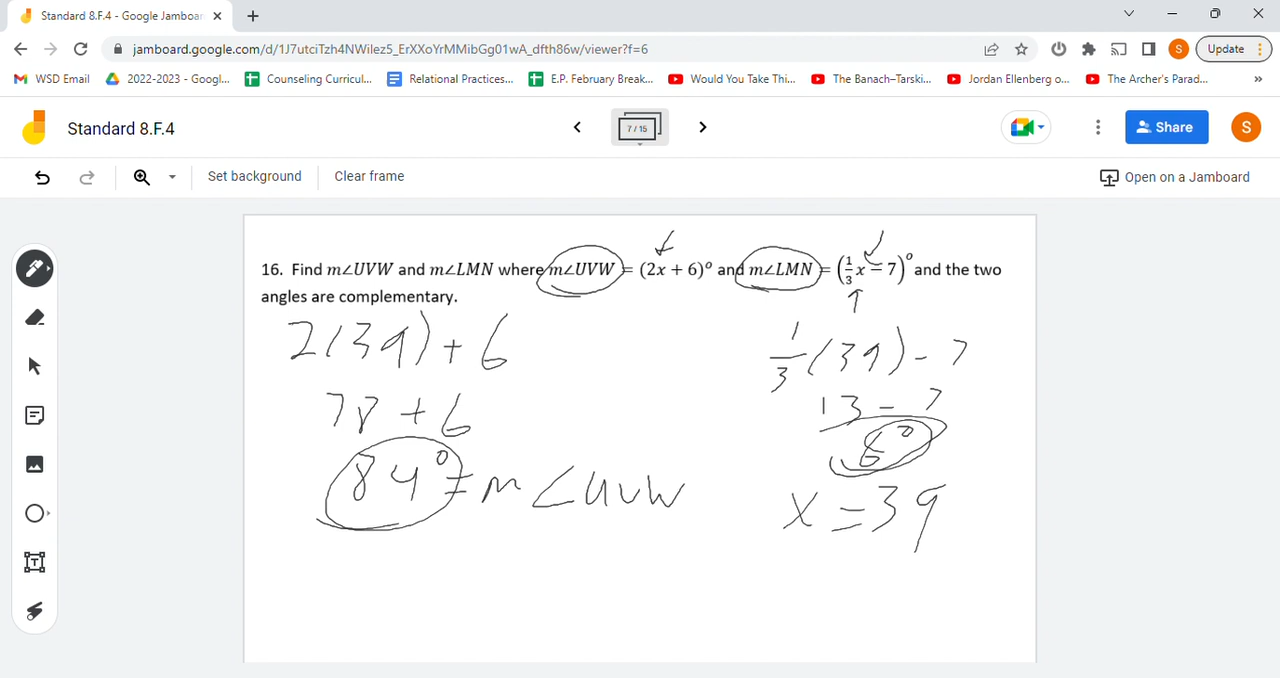 Standard 8.F.4 - Google Jamboar
jamboard.google.com/d/1J7utciTzh4NWilez5_ErXXoYrMMibGg01wA_dfth86w/viewer?f=6
S
Update
WSD Email
2022-2023 - Googl...
Counseling Curricul...
Relational Practices...
E.P. February Break...
Would You Take Thi...
The Banach–Tarski...
Jordan Ellenberg o...
The Archer's Parad...
»
Standard 8.F.4
7 / 15
Share
S
Set background
Clear frame
Open on a Jamboard
16. Find m∠UVW and m∠LMN where m∠UVW = (2x + 6)° and m∠LMN = (1/3 x − 7)° and the two
angles are complementary.
2(39) + 6
78 + 6
84° = m∠UVW
1/3 (39) - 7
13 - 7
6°
x = 39